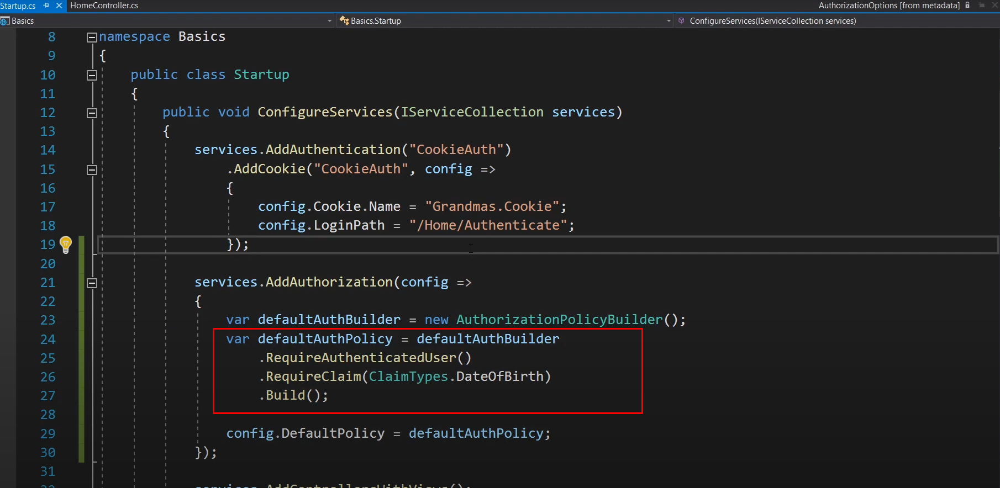 Startup.cs HomeController.cs AuthorizationOptions [from metadata]
Basics Basics.Startup ConfigureServices(IServiceCollection services)
8 namespace Basics
9 {
10 public class Startup
11 {
12 public void ConfigureServices(IServiceCollection services)
13 {
14 services.AddAuthentication("CookieAuth")
15 .AddCookie("CookieAuth", config =>
16 {
17 config.Cookie.Name = "Grandmas.Cookie";
18 config.LoginPath = "/Home/Authenticate";
19 });
20
21 services.AddAuthorization(config =>
22 {
23 var defaultAuthBuilder = new AuthorizationPolicyBuilder();
24 var defaultAuthPolicy = defaultAuthBuilder
25 .RequireAuthenticatedUser()
26 .RequireClaim(ClaimTypes.DateOfBirth)
27 .Build();
28
29 config.DefaultPolicy = defaultAuthPolicy;
30 });
31
32 services.AddControllersWithViews();